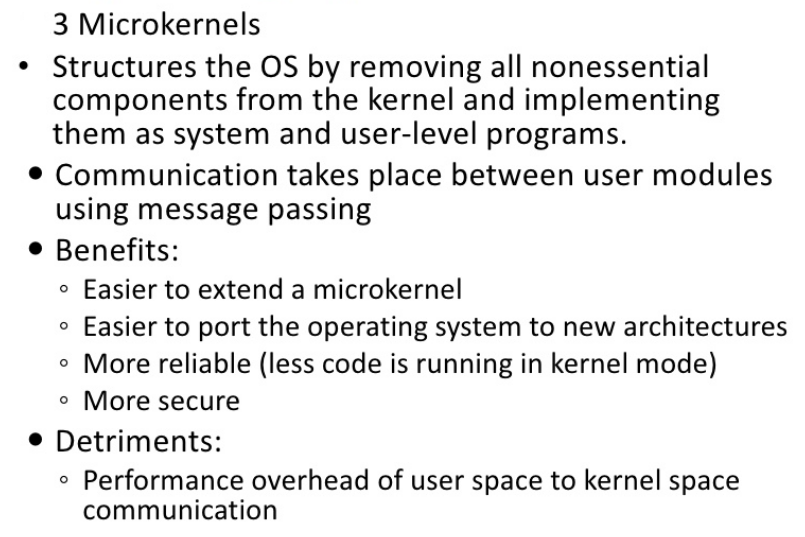 3 Microkernels
• Structures the OS by removing all nonessential
components from the kernel and implementing
them as system and user-level programs.
● Communication takes place between user modules
using message passing
● Benefits:
◦ Easier to extend a microkernel
◦ Easier to port the operating system to new architectures
◦ More reliable (less code is running in kernel mode)
◦ More secure
● Detriments:
◦ Performance overhead of user space to kernel space
communication